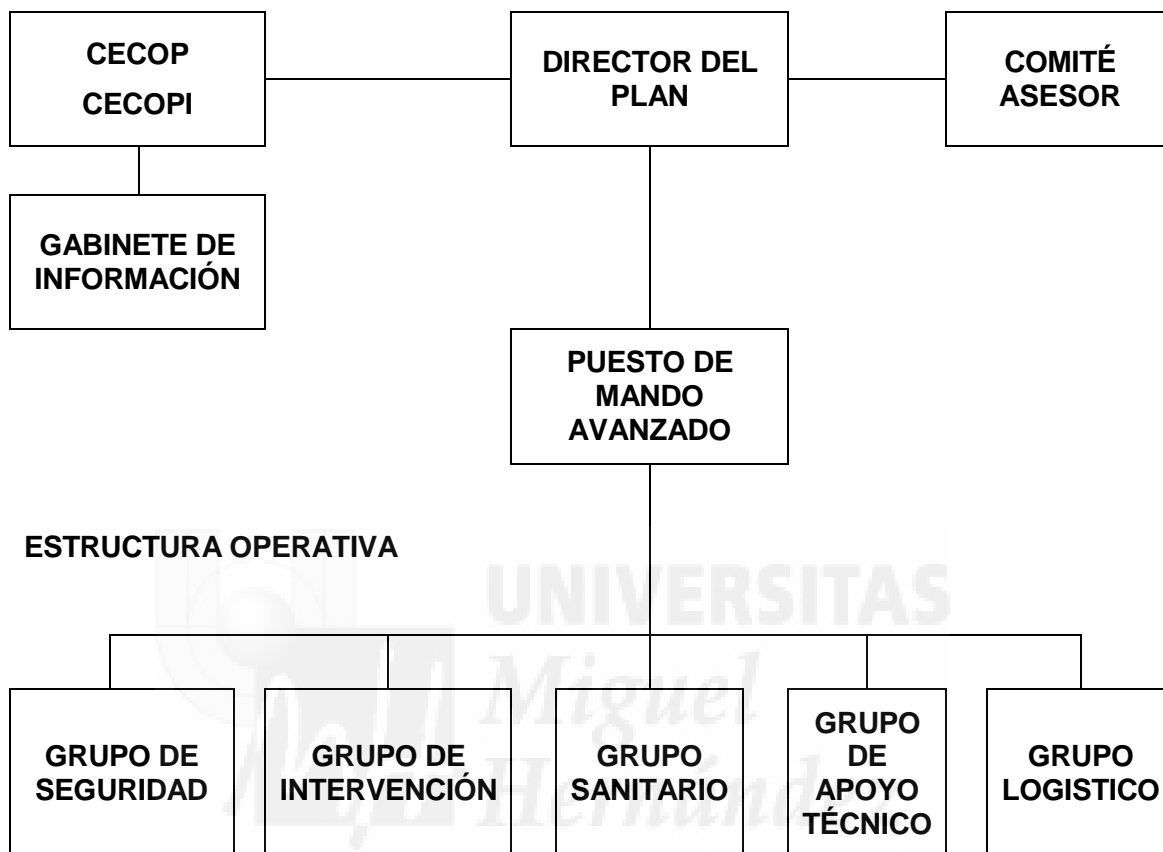 CECOP
CECOPI
DIRECTOR DEL
PLAN
COMITÉ
ASESOR
GABINETE DE
INFORMACIÓN
PUESTO DE
MANDO
AVANZADO
ESTRUCTURA OPERATIVA
UNIVERSITAS
Miguel
Hernández
GRUPO DE
SEGURIDAD
GRUPO DE
INTERVENCIÓN
GRUPO
SANITARIO
GRUPO
DE
APOYO
TÉCNICO
GRUPO
LOGISTICO